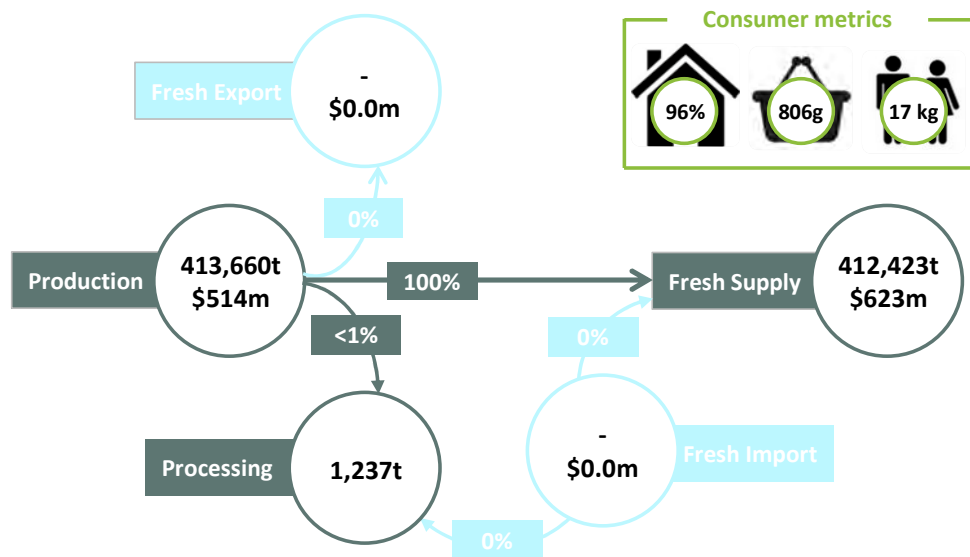 Consumer metrics
96%
806g
17 kg
Fresh Export
-
$0.0m
0%
Production
413,660t
$514m
100%
Fresh Supply
412,423t
$623m
<1%
0%
Processing
1,237t
-
$0.0m
Fresh Import
0%